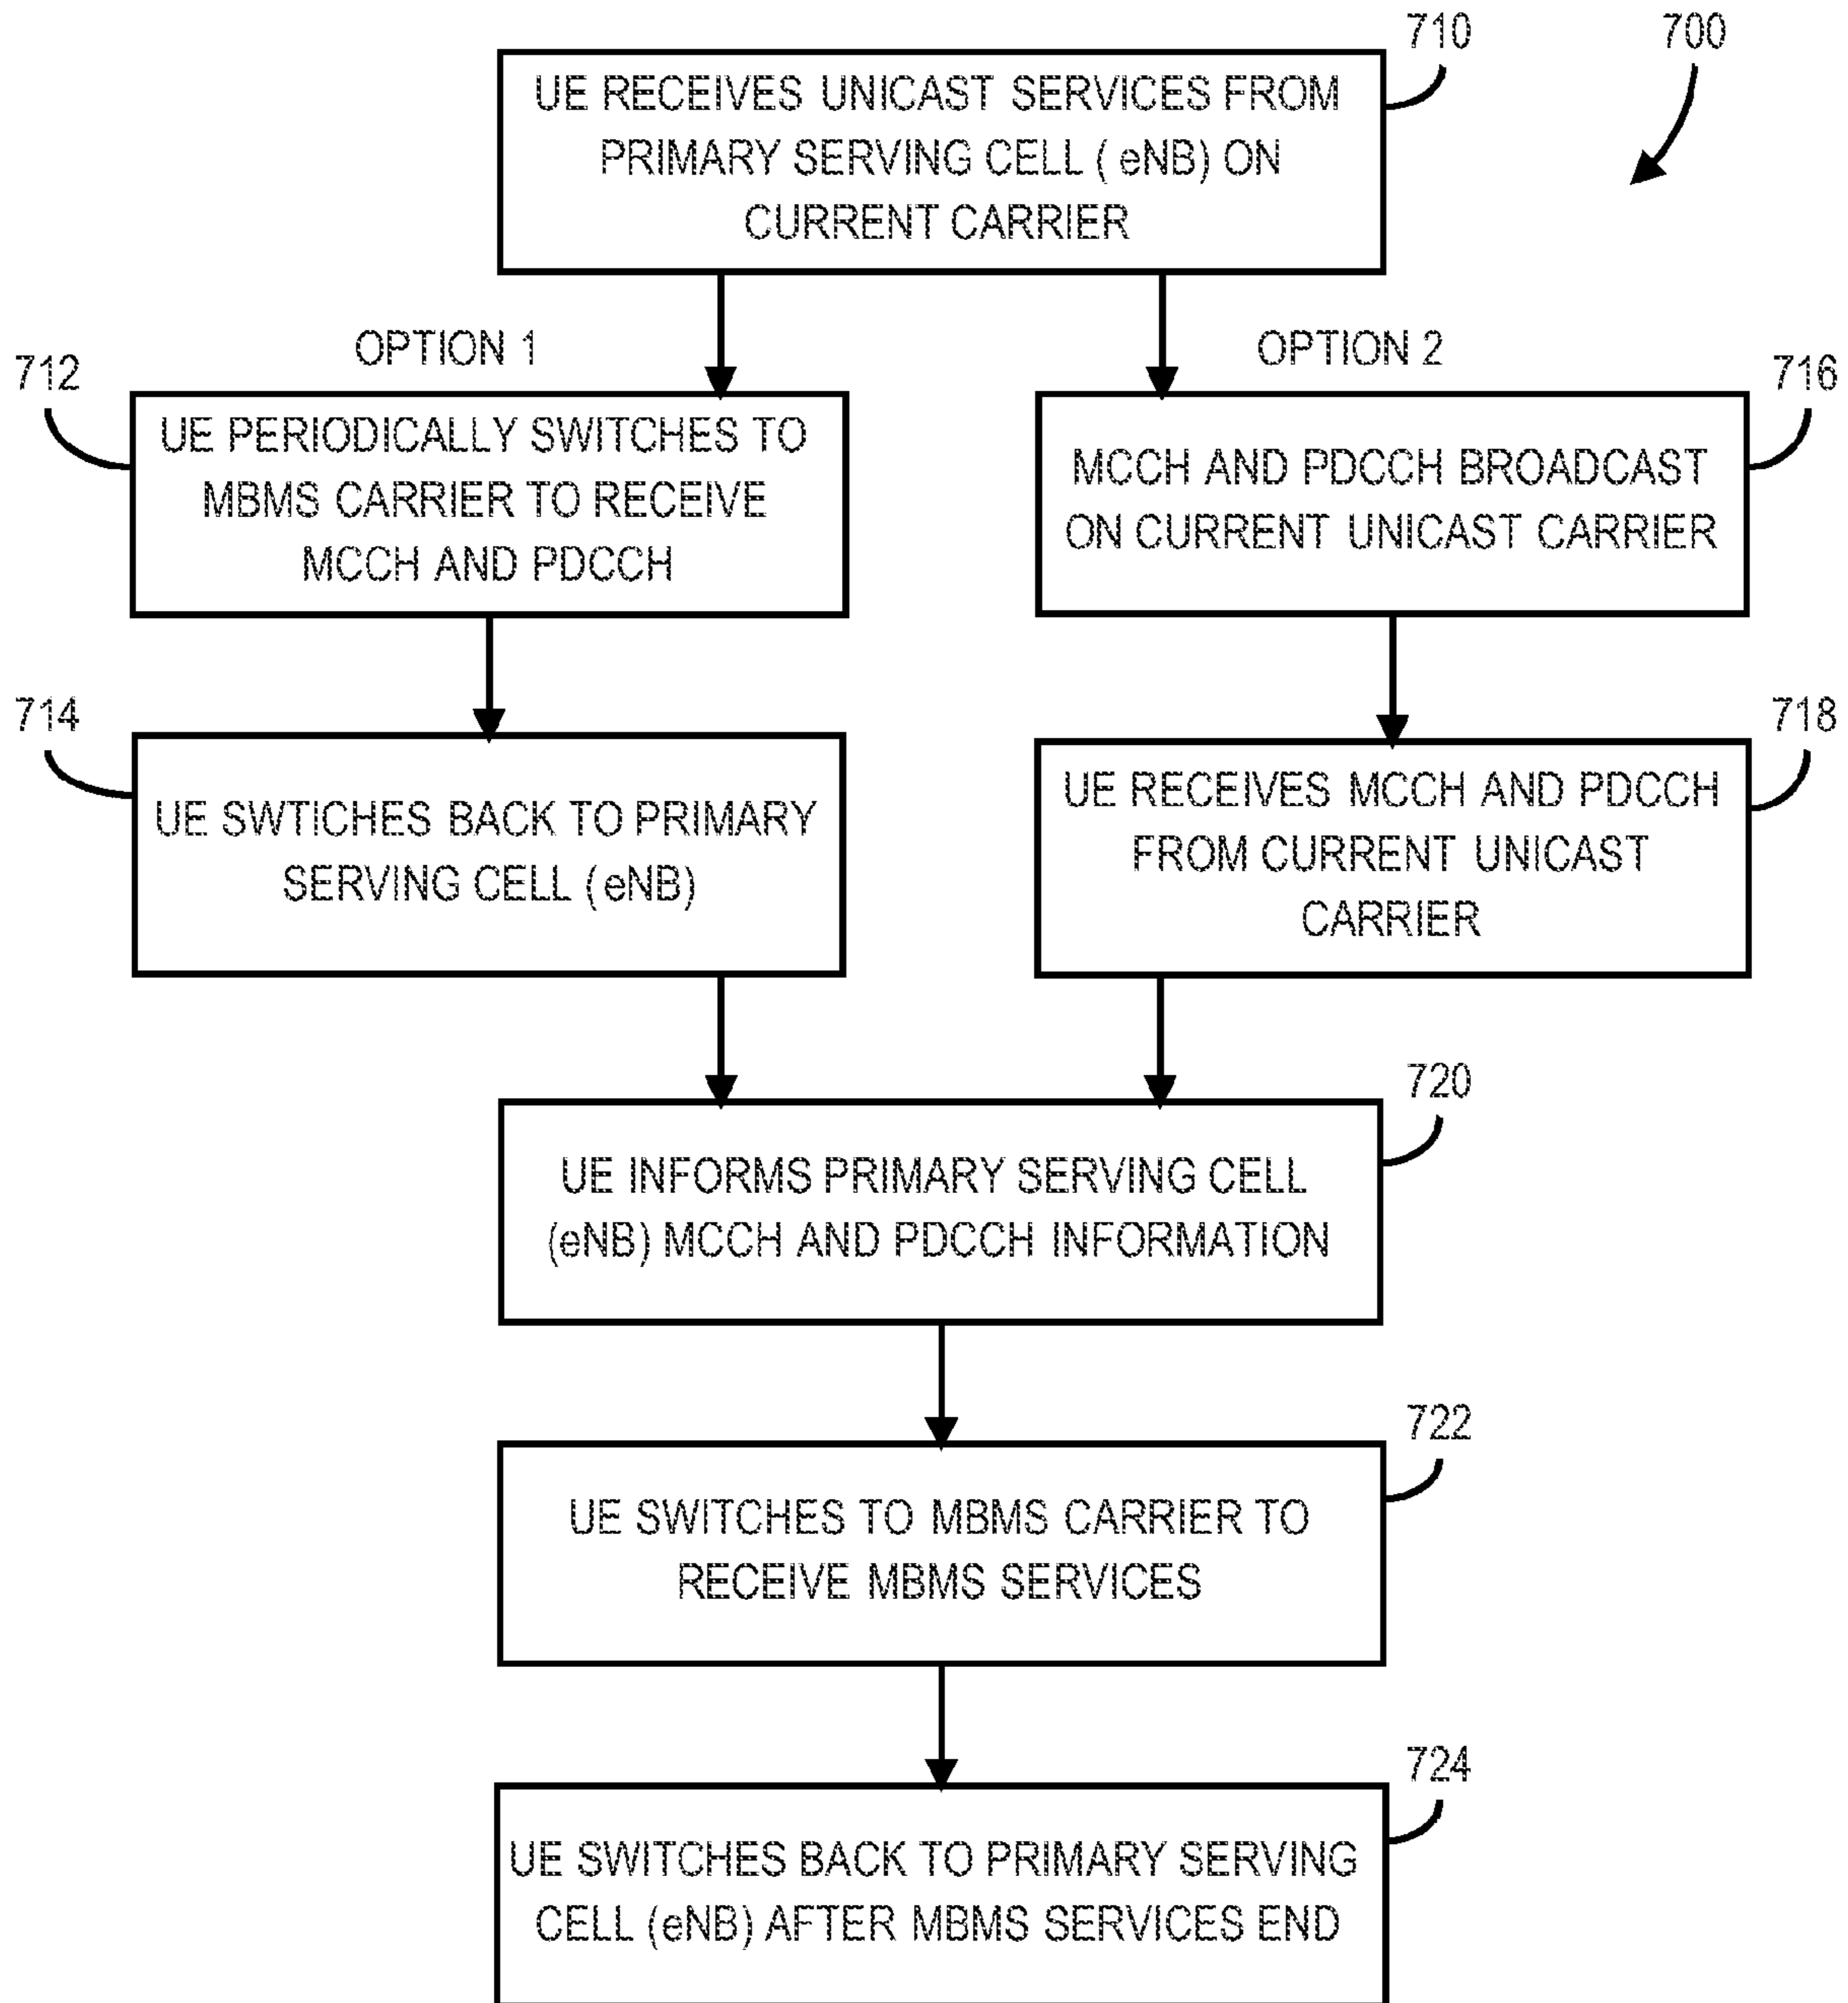 710
700
UE RECEIVES UNICAST SERVICES FROM
PRIMARY SERVING CELL ( eNB) ON
CURRENT CARRIER
OPTION 1
OPTION 2
712
UE PERIODICALLY SWITCHES TO
MBMS CARRIER TO RECEIVE
MCCH AND PDCCH
716
MCCH AND PDCCH BROADCAST
ON CURRENT UNICAST CARRIER
714
UE SWTICHES BACK TO PRIMARY
SERVING CELL (eNB)
718
UE RECEIVES MCCH AND PDCCH
FROM CURRENT UNICAST
CARRIER
720
UE INFORMS PRIMARY SERVING CELL
(eNB) MCCH AND PDCCH INFORMATION
722
UE SWITCHES TO MBMS CARRIER TO
RECEIVE MBMS SERVICES
724
UE SWITCHES BACK TO PRIMARY SERVING
CELL (eNB) AFTER MBMS SERVICES END